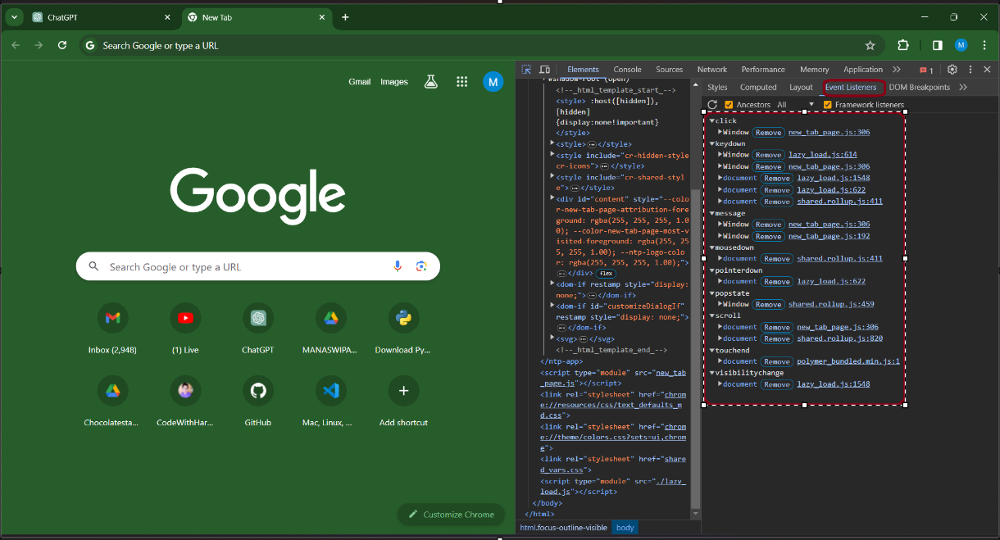 ChatGPT
New Tab
Search Google or type a URL
M
Gmail Images
M
Google
Search Google or type a URL
Inbox (2,948)
(1) Live
ChatGPT
MANASWIPA...
Download Py...
Chocolatesta...
CodeWithHar...
GitHub
Mac, Linux, ...
Add shortcut
Customize Chrome
Elements Console Sources Network Performance Memory Application 1
#shadow-root (open)
<!--_html_template_start_-->
<style> :host([hidden]),
[hidden]
{display:none!important}
</style>
<style>…</style>
<style include="cr-hidden-style
cr-icons">…</style>
<style include="cr-shared-styl
e">…</style>
<div id="content" style="--colo
r-new-tab-page-attribution-fore
ground: rgba(255, 255, 255, 1.0
0); --color-new-tab-page-most-v
isited-foreground: rgba(255, 25
5, 255, 1.00); --ntp-logo-colo
r: rgba(255, 255, 255, 1.00);">
…</div> flex
<dom-if restamp style="display:
none;">…</dom-if>
<dom-if id="customizeDialogIf"
restamp style="display: none;">
…</dom-if>
<svg>…</svg>
<!--_html_template_end_-->
</ntp-app>
<script type="module" src="new_tab
_page.js"></script>
<link rel="stylesheet" href="chrom
e://resources/css/text_defaults_m
d.css">
<link rel="stylesheet" href="chrom
e://theme/colors.css?sets=ui,chrom
e">
<link rel="stylesheet" href="share
d_vars.css">
<script type="module" src="./lazy_
load.js"></script>
</body>
</html>
html.focus-outline-visible body
Styles Computed Layout Event Listeners DOM Breakpoints
Ancestors All Framework listeners
click
Window Remove new_tab_page.js:306
keydown
Window Remove lazy_load.js:614
Window Remove new_tab_page.js:306
document Remove lazy_load.js:1548
document Remove lazy_load.js:622
document Remove shared.rollup.js:411
message
Window Remove new_tab_page.js:306
Window Remove new_tab_page.js:192
mousedown
document Remove shared.rollup.js:411
pointerdown
document Remove lazy_load.js:622
popstate
Window Remove shared.rollup.js:459
scroll
document Remove new_tab_page.js:306
document Remove shared.rollup.js:820
touchend
document Remove polymer_bundled.min.js:1
visibilitychange
document Remove lazy_load.js:1548